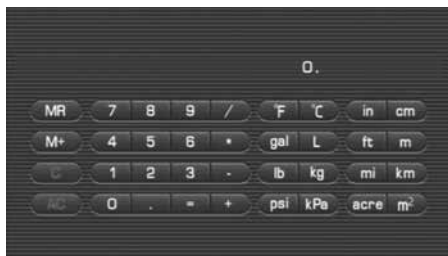 0.
MR 7 8 9 / °F °C in cm
M+ 4 5 6 * gal L ft m
C 1 2 3 - lb kg mi km
AC 0 . = + psi kPa acre m²